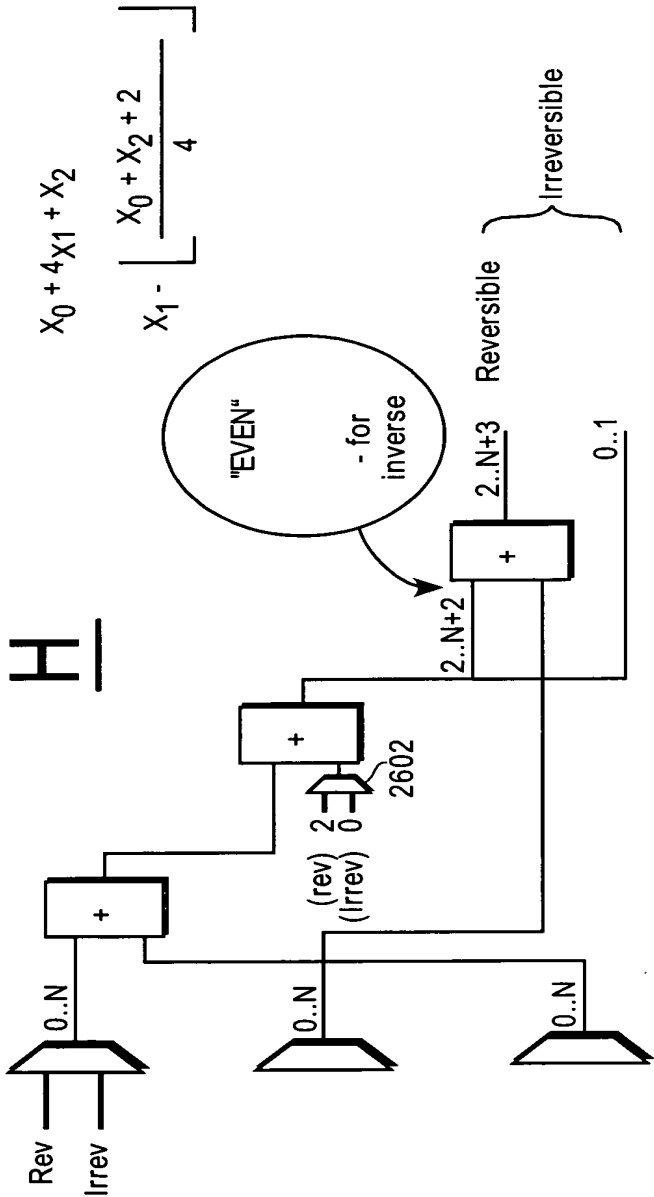 H
X0 + 4X1 + X2
X1 - [ X0 + X2 + 2
4 ]
Rev
Irrev
0..N
+
(rev) 2
(Irrev) 0
2602
+
0..N
"EVEN"
- for
inverse
2..N+2
+
2..N+3
Reversible
Irreversible
0..N
0..1